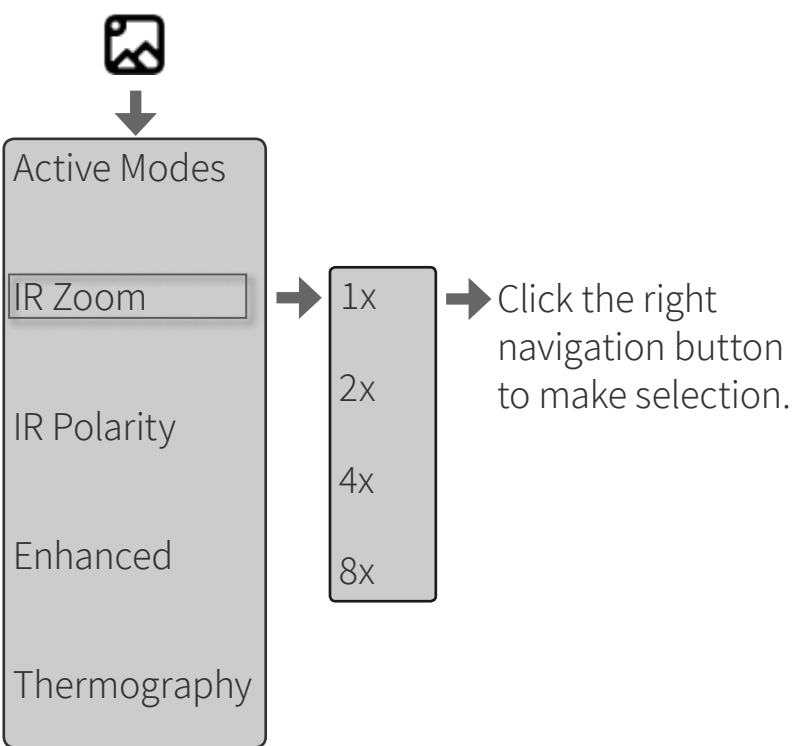 Active Modes
IR Zoom
IR Polarity
Enhanced
Thermography
1x
2x
4x
8x
Click the right
navigation button
to make selection.